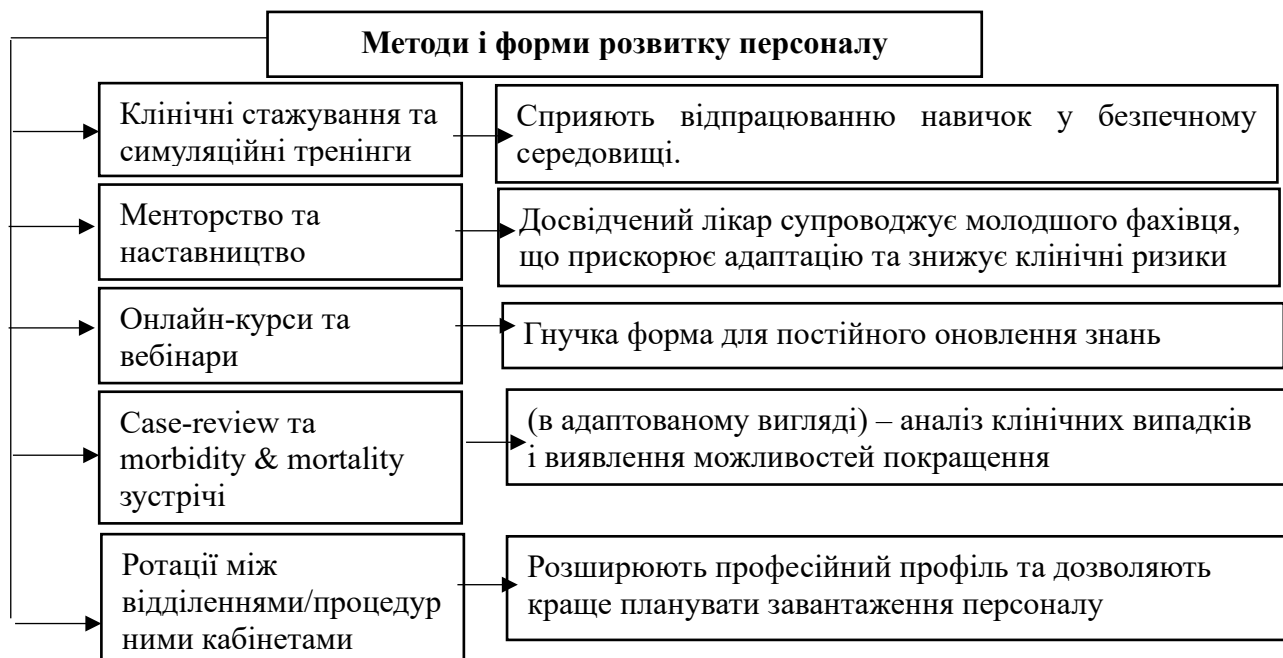 Методи і форми розвитку персоналу
Клінічні стажування та
симуляційні тренінги
Сприяють відпрацюванню навичок у безпечному
середовищі.
Менторство та
наставництво
Досвідчений лікар супроводжує молодшого фахівця,
що прискорює адаптацію та знижує клінічні ризики
Онлайн-курси та
вебінари
Гнучка форма для постійного оновлення знань
Case-review та
morbidity & mortality
зустрічі
(в адаптованому вигляді) – аналіз клінічних випадків
і виявлення можливостей покращення
Ротації між
відділеннями/процедур
ними кабінетами
Розширюють професійний профіль та дозволяють
краще планувати завантаження персоналу